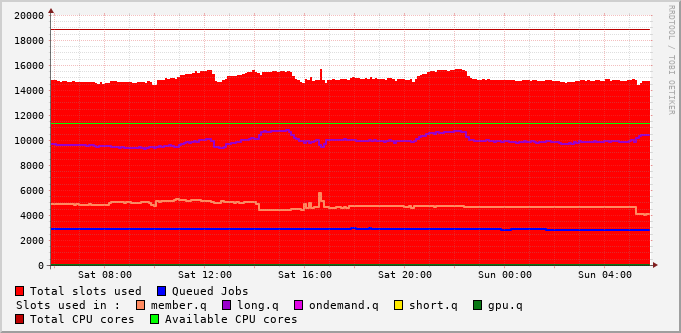 20000
18000
16000
14000
12000
10000
8000
6000
4000
2000
0
Sat 08:00 Sat 12:00 Sat 16:00 Sat 20:00 Sun 00:00 Sun 04:00
Total slots used Queued Jobs
Slots used in : member.q long.q ondemand.q short.q gpu.q
Total CPU cores Available CPU cores
RRDTOOL / TOBI OETIKER